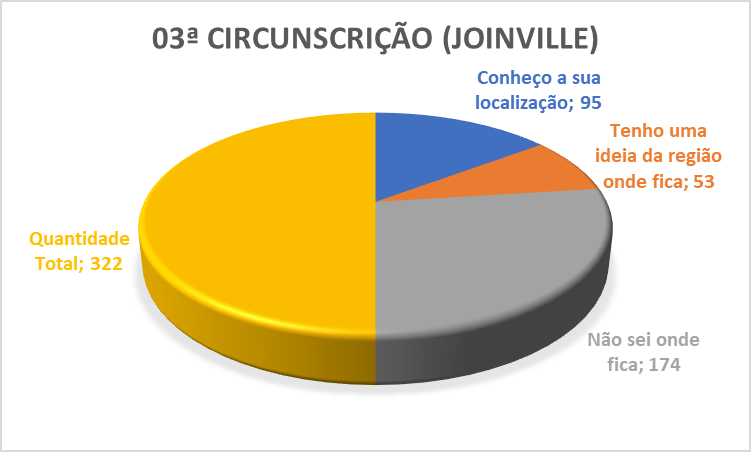 03ª CIRCUNSCRIÇÃO (JOINVILLE)
Conheço a sua
localização; 95
Tenho uma
ideia da região
onde fica; 53
Quantidade
Total; 322
Não sei onde
fica; 174